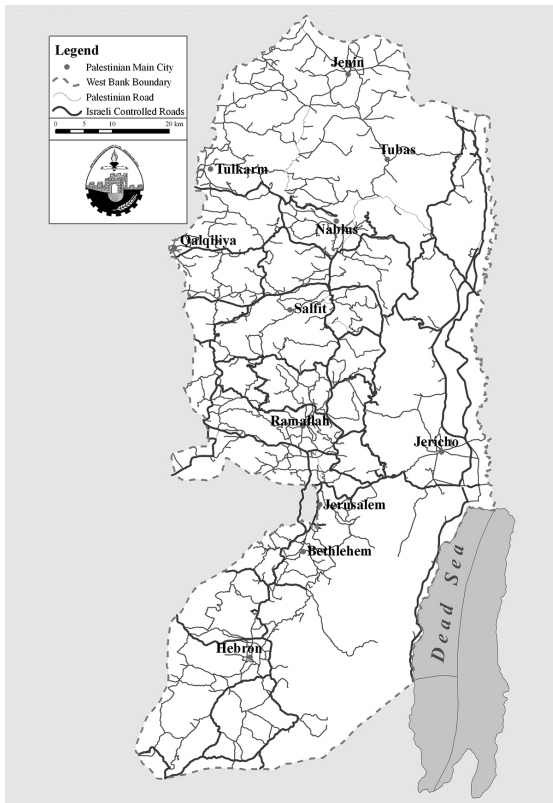 Legend
Palestinian Main City
West Bank Boundary
Palestinian Road
Israeli Controlled Roads
0 5 10 20 km
Jenin
Tubas
Tulkarm
Nablus
Qalqiliya
Salfit
Ramallah
Jericho
Jerusalem
Bethlehem
Dead Sea
Hebron